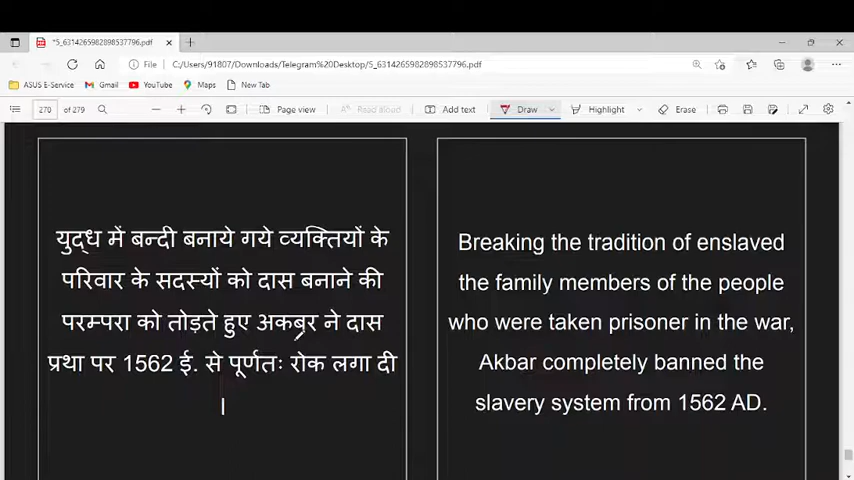 *5_6314265982898537796.pdf
File
C:/Users/91807/Downloads/Telegram%20Desktop/5_6314265982898537796.pdf
ASUS E-Service
Gmail
YouTube
Maps
New Tab
270 of 279
Page view
Read aloud
Add text
Draw
Highlight
Erase
युद्ध में बन्दी बनाये गये व्यक्तियों के
परिवार के सदस्यों को दास बनाने की
परम्परा को तोड़ते हुए अकबर ने दास
प्रथा पर 1562 ई. से पूर्णतः रोक लगा दी
।
Breaking the tradition of enslaved
the family members of the people
who were taken prisoner in the war,
Akbar completely banned the
slavery system from 1562 AD.